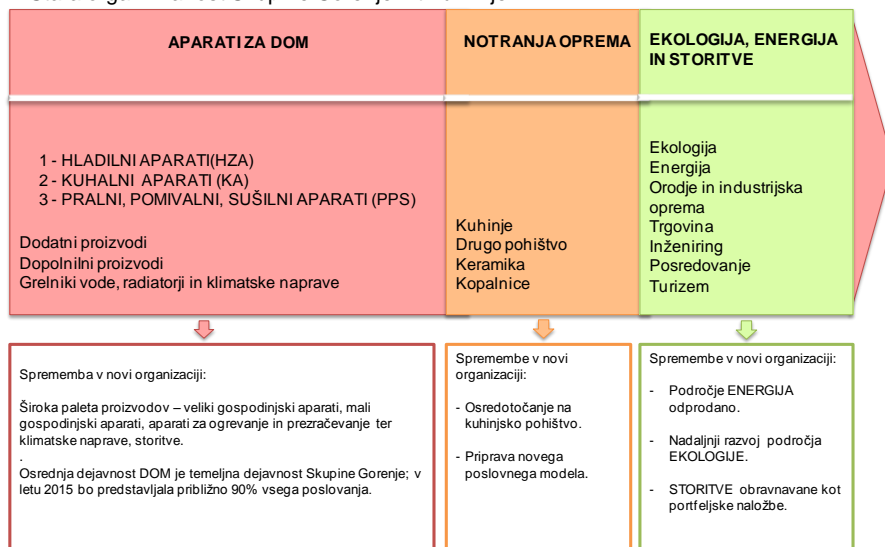 APARATI ZA DOM
1 - HLADILNI APARATI(HZA)
2 - KUHALNI APARATI (KA)
3 - PRALNI, POMIVALNI, SUŠILNI APARATI (PPS)
Dodatni proizvodi
Dopolnilni proizvodi
Grelniki vode, radiatorji in klimatske naprave
NOTRANJA OPREMA
Kuhinje
Drugo pohištvo
Keramika
Kopalnice
EKOLOGIJA, ENERGIJA
IN STORITVE
Ekologija
Energija
Orodje in industrijska
oprema
Trgovina
Inženiring
Posredovanje
Turizem
Sprememba v novi organizaciji:
Široka paleta proizvodov – veliki gospodinjski aparati, mali
gospodinjski aparati, aparati za ogrevanje in prezračevanje ter
klimatske naprave, storitve.
.
Osrednja dejavnost DOM je temeljna dejavnost Skupine Gorenje; v
letu 2015 bo predstavljala približno 90% vsega poslovanja.
Spremembe v novi
organizaciji:
- Osredotočanje na
kuhinjsko pohištvo.
- Priprava novega
poslovnega modela.
Spremembe v novi organizaciji:
- Področje ENERGIJA
odprodano.
- Nadaljnji razvoj področja
EKOLOGIJE.
- STORITVE obravnavane kot
portfeljske naložbe.